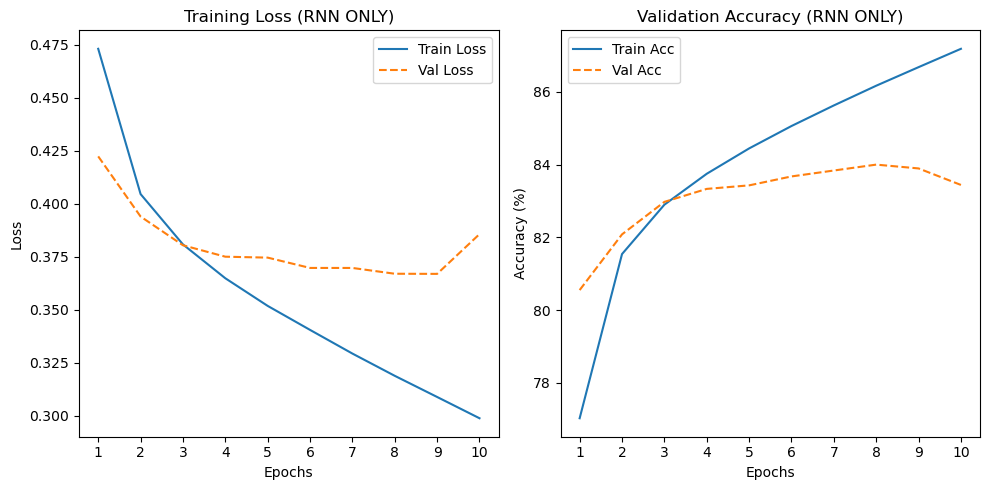 Training Loss (RNN ONLY)
Train Loss
Val Loss
0.475
0.450
0.425
0.400
0.375
0.350
0.325
0.300
Loss
1 2 3 4 5 6 7 8 9 10
Epochs
Validation Accuracy (RNN ONLY)
Train Acc
Val Acc
86
84
82
80
78
Accuracy (%)
1 2 3 4 5 6 7 8 9 10
Epochs